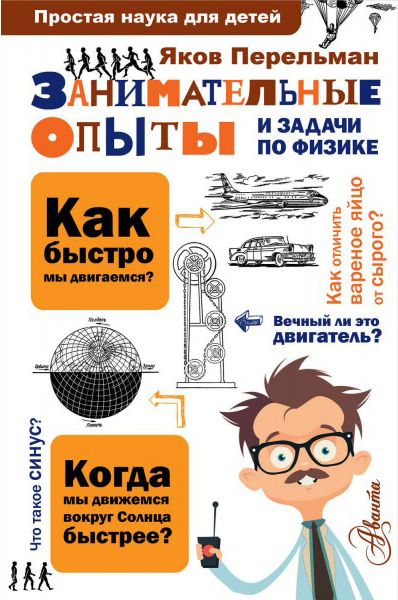 Простая наука для детей
Яков Перельман
ЗАНИМАТЕЛЬНЫЕ
ОПЫТЫ
И ЗАДАЧИ
ПО ФИЗИКЕ
Как
быстро
мы двигаемся?
Как отличить
вареное яйцо
от сырого?
Вечный ли это
двигатель?
Что такое синус?
Когда
мы движемся
вокруг Солнца
быстрее?
Аванта